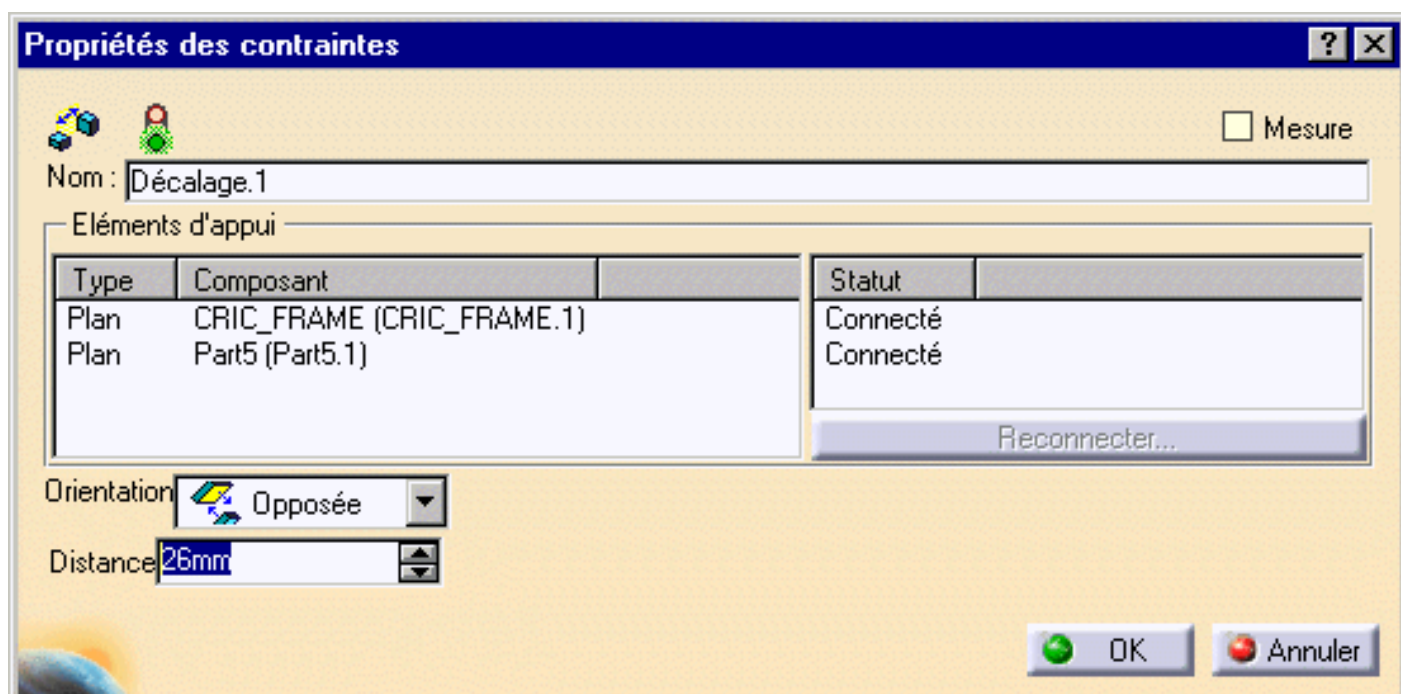 Propriétés des contraintes
Mesure
Nom : Décalage.1
Eléments d'appui
Type Composant Statut
Plan CRIC_FRAME (CRIC_FRAME.1) Connecté
Plan Part5 (Part5.1) Connecté
Reconnecter...
Orientation Opposée
Distance 26mm
OK Annuler